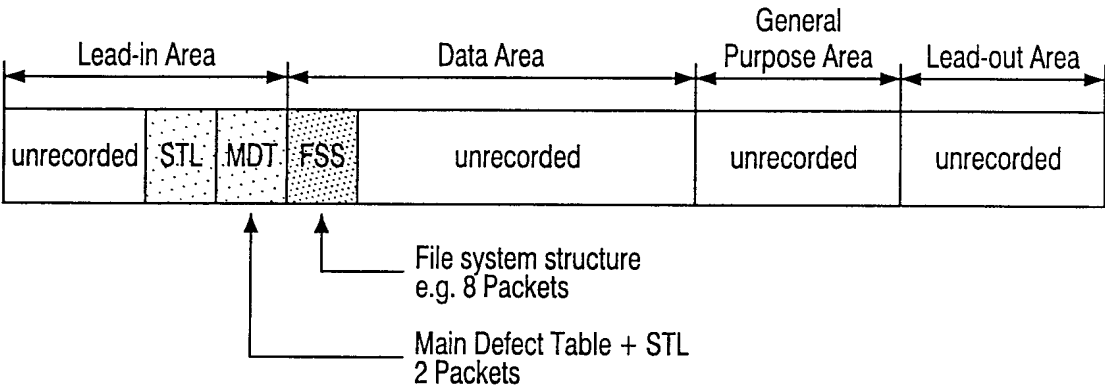 General
Lead-in Area
Data Area
Purpose Area
Lead-out Area
unrecorded
STL
MDT
FSS
unrecorded
unrecorded
unrecorded
File system structure
e.g. 8 Packets
Main Defect Table + STL
2 Packets